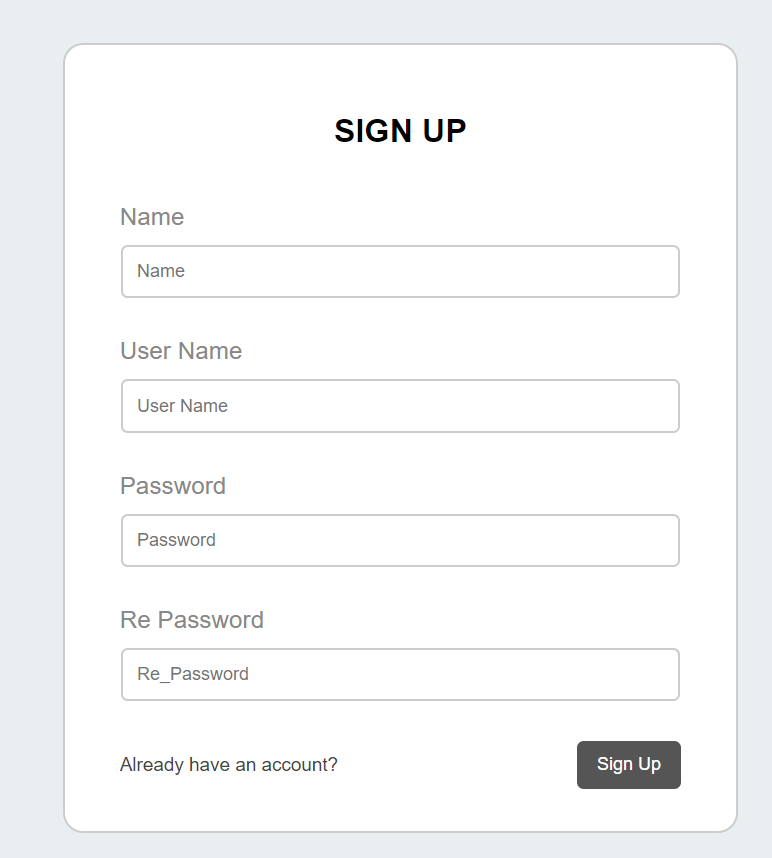 SIGN UP
Name
Name
User Name
User Name
Password
Password
Re Password
Re_Password
Already have an account? Sign Up